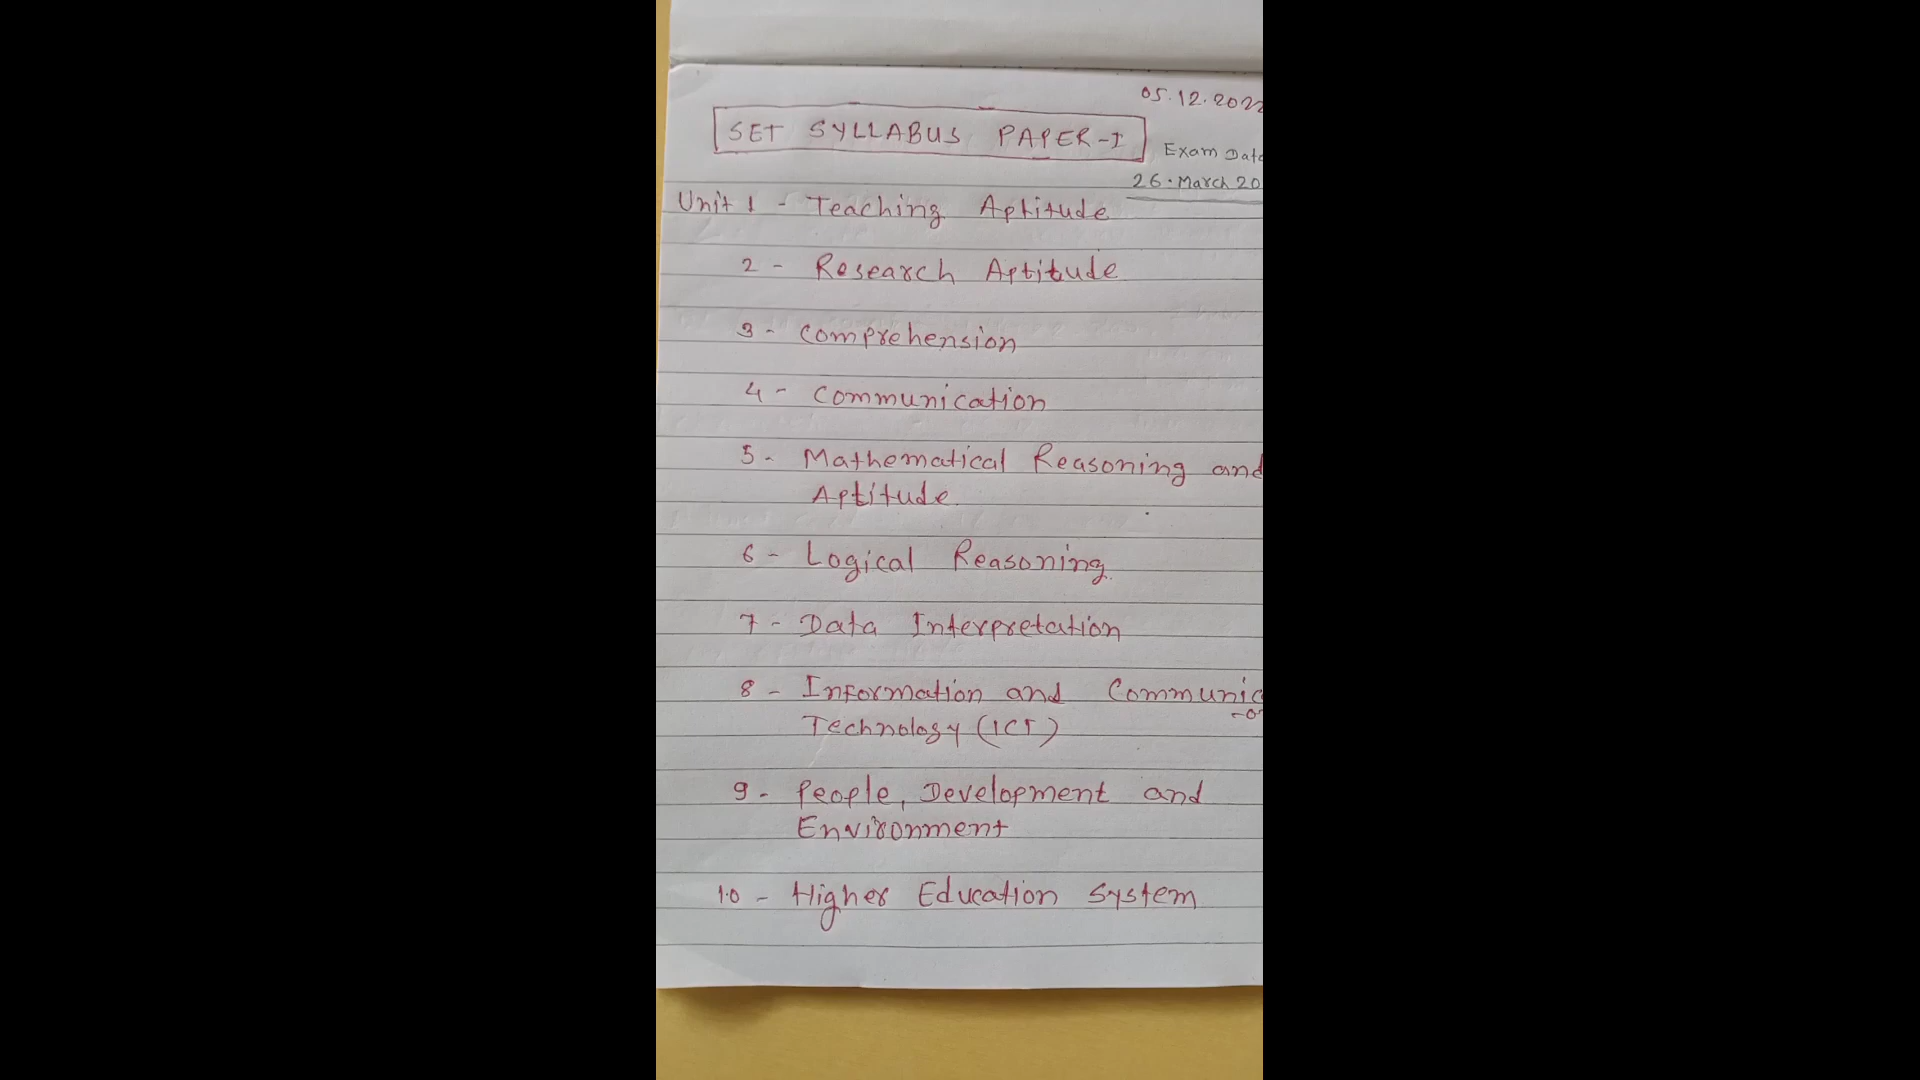 05.12.2022
SET SYLLABUS PAPER-I
Exam Date
26 · March 20
Unit 1 - Teaching Aptitude
2 - Research Aptitude
3 - Comprehension
4 - Communication
5 - Mathematical Reasoning and
Aptitude.
6 - Logical Reasoning.
7 - Data Interpretation
8 - Information and Communic
Technology (ICT)
9 - People, Development and
Environment
10 - Higher Education System